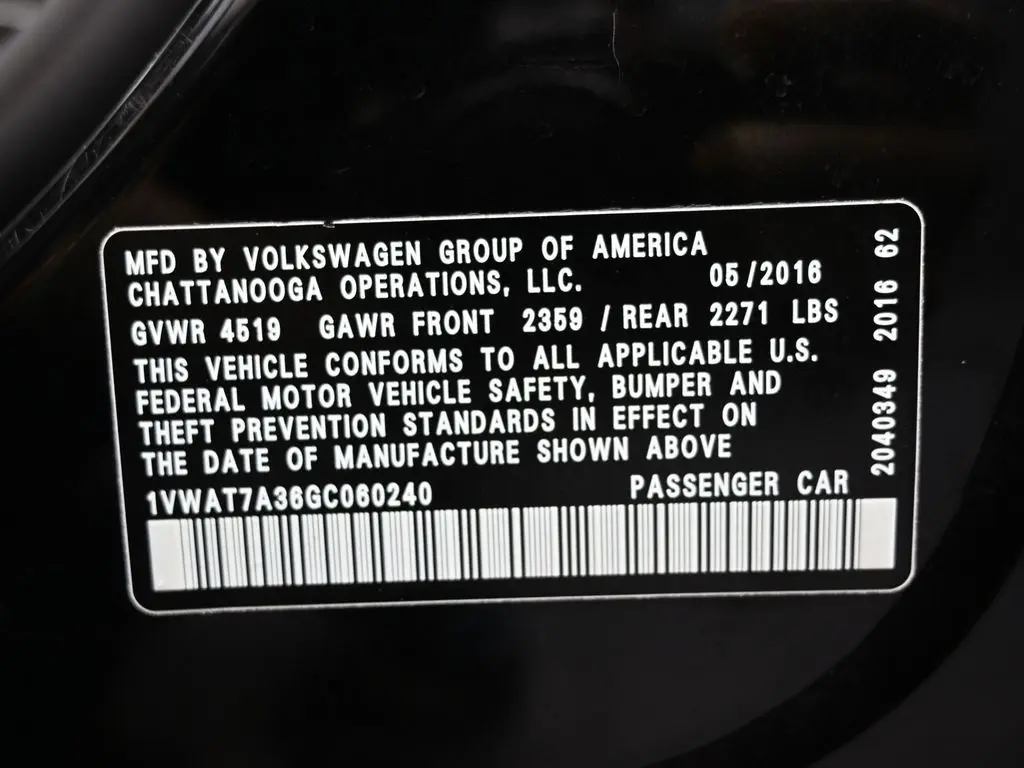 MFD BY VOLKSWAGEN GROUP OF AMERICA
CHATTANOOGA OPERATIONS, LLC. 05/2016
GVWR 4519 GAWR FRONT 2359 / REAR 2271 LBS
THIS VEHICLE CONFORMS TO ALL APPLICABLE U.S.
FEDERAL MOTOR VEHICLE SAFETY, BUMPER AND
THEFT PREVENTION STANDARDS IN EFFECT ON
THE DATE OF MANUFACTURE SHOWN ABOVE
1VWAT7A36GC060240 PASSENGER CAR
2040349 2016 62